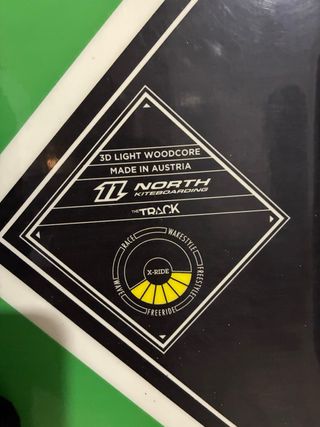 3D LIGHT WOODCORE
MADE IN AUSTRIA
NORTH
KITEBOARDING
THE TRACK
RACE
WAKESTYLE
X-RIDE
WAVE
FREESTYLE
FREERIDE